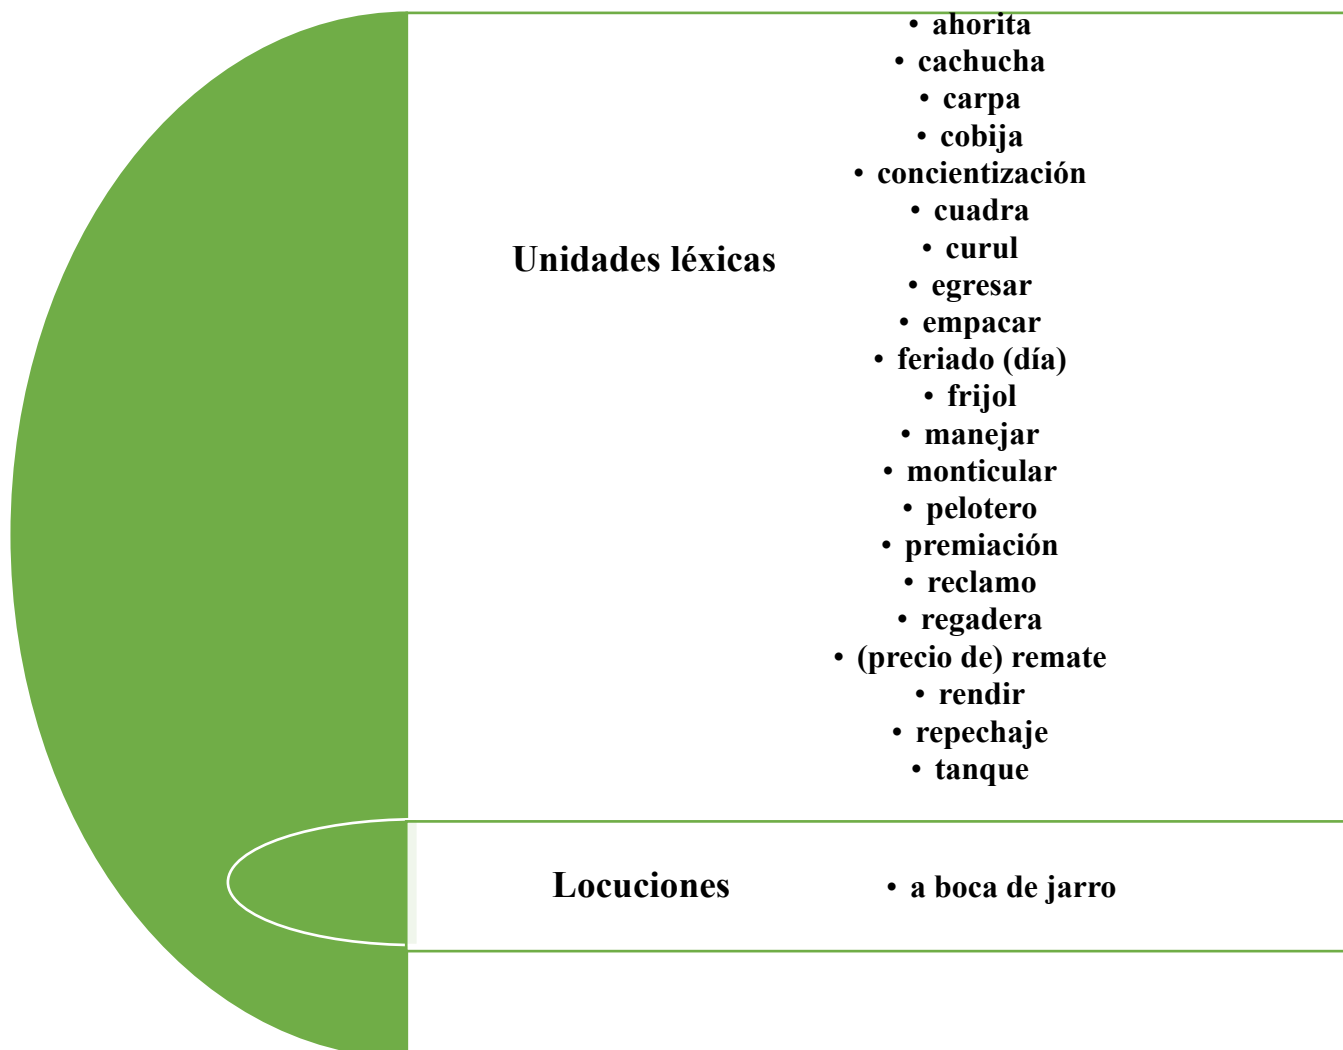 Unidades léxicas
• ahorita
• cachucha
• carpa
• cobija
• concientización
• cuadra
• curul
• egresar
• empacar
• feriado (día)
• frijol
• manejar
• monticular
• pelotero
• premiación
• reclamo
• regadera
• (precio de) remate
• rendir
• repechaje
• tanque
Locuciones
• a boca de jarro